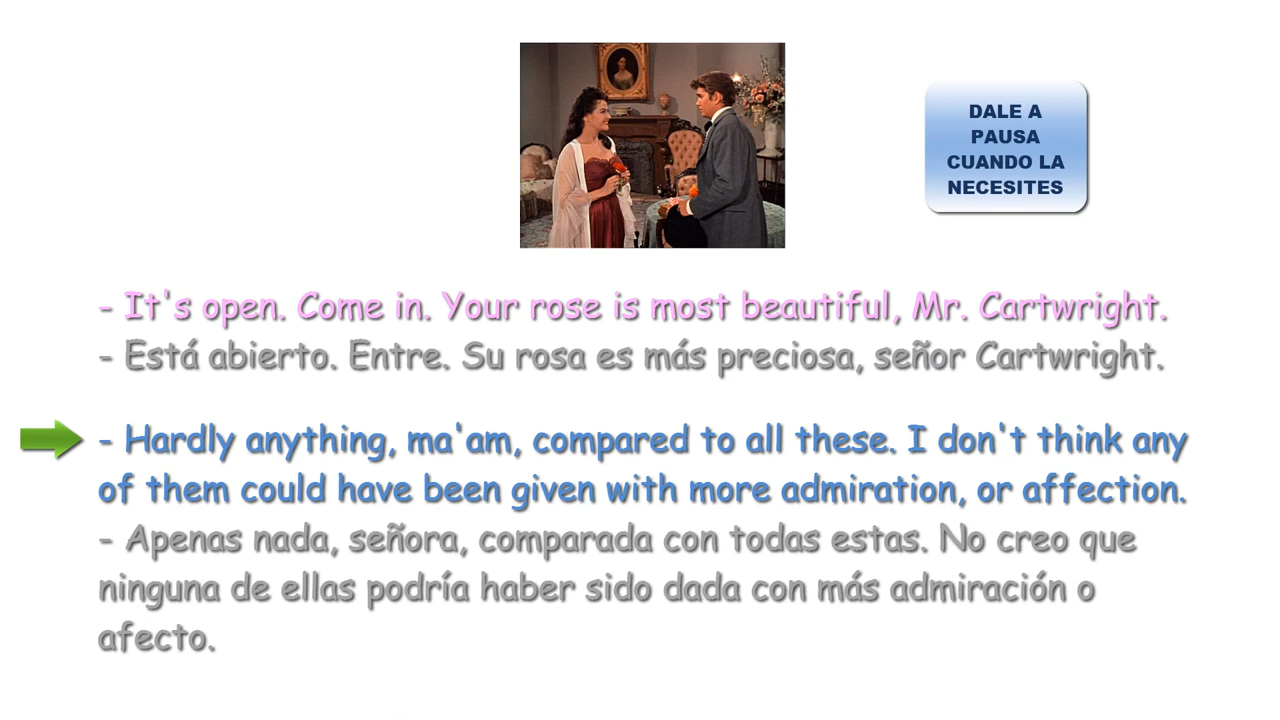 DALE A
PAUSA
CUANDO LA
NECESITES
- It's open. Come in. Your rose is most beautiful, Mr. Cartwright.
- Está abierto. Entre. Su rosa es más preciosa, señor Cartwright.
- Hardly anything, ma'am, compared to all these. I don't think any
of them could have been given with more admiration, or affection.
- Apenas nada, señora, comparada con todas estas. No creo que
ninguna de ellas podría haber sido dada con más admiración o
afecto.